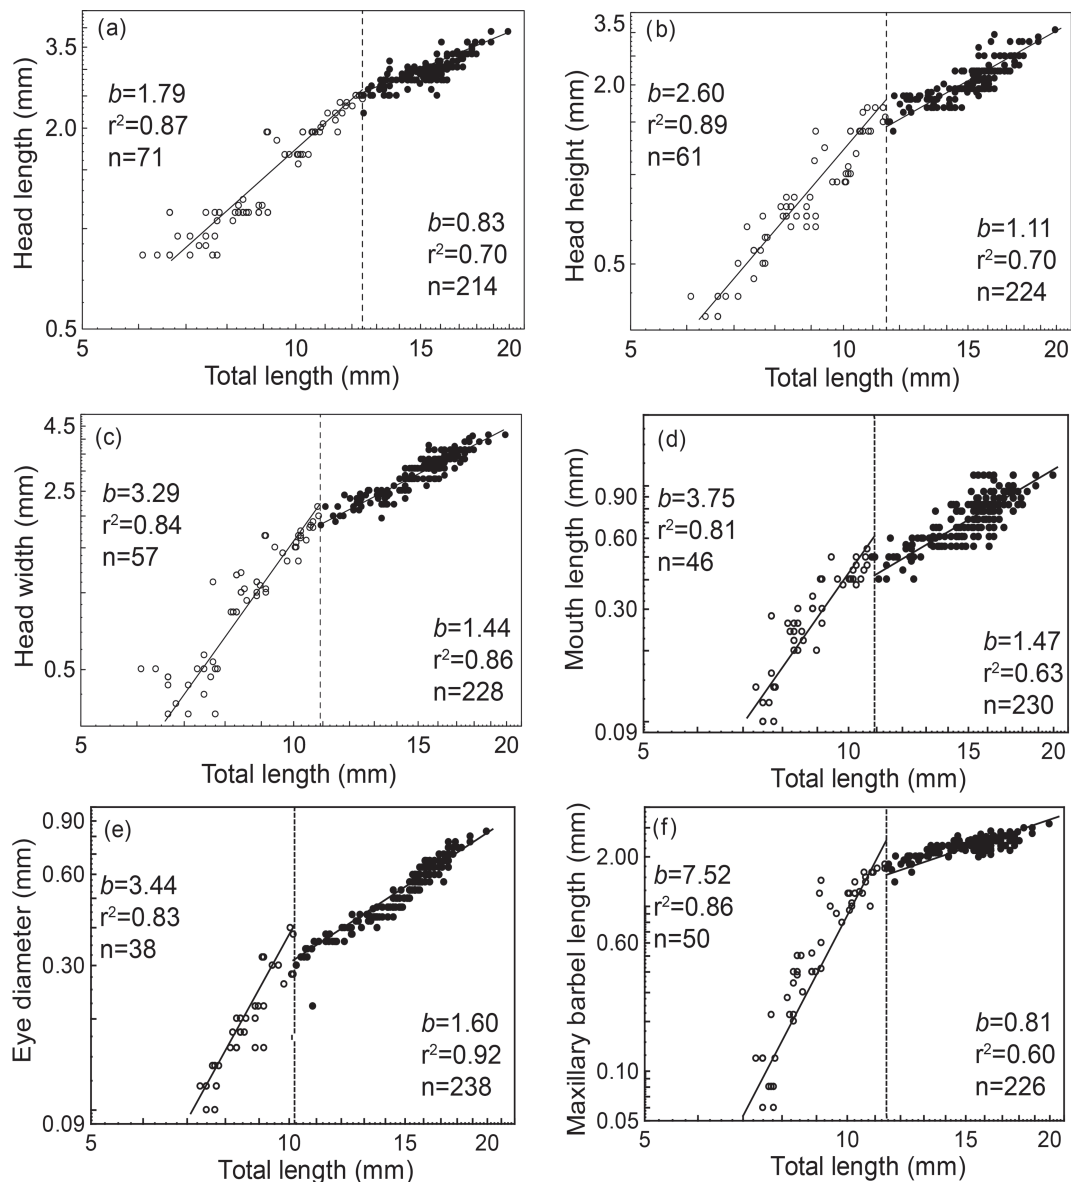 (a)
3.5
2.0
0.5
Head length (mm)
b=1.79
r²=0.87
n=71
b=0.83
r²=0.70
n=214
5
10
15
20
Total length (mm)
(b)
3.5
2.0
0.5
Head height (mm)
b=2.60
r²=0.89
n=61
b=1.11
r²=0.70
n=224
5
10
15
20
Total length (mm)
(c)
4.5
2.5
0.5
Head width (mm)
b=3.29
r²=0.84
n=57
b=1.44
r²=0.86
n=228
5
10
15
20
Total length (mm)
(d)
0.90
0.60
0.30
0.09
Mouth length (mm)
b=3.75
r²=0.81
n=46
b=1.47
r²=0.63
n=230
5
10
15
20
Total length (mm)
(e)
0.90
0.60
0.30
0.09
Eye diameter (mm)
b=3.44
r²=0.83
n=38
b=1.60
r²=0.92
n=238
5
10
15
20
Total length (mm)
(f)
2.00
0.60
0.10
0.05
Maxillary barbel length (mm)
b=7.52
r²=0.86
n=50
b=0.81
r²=0.60
n=226
5
10
15
20
Total length (mm)